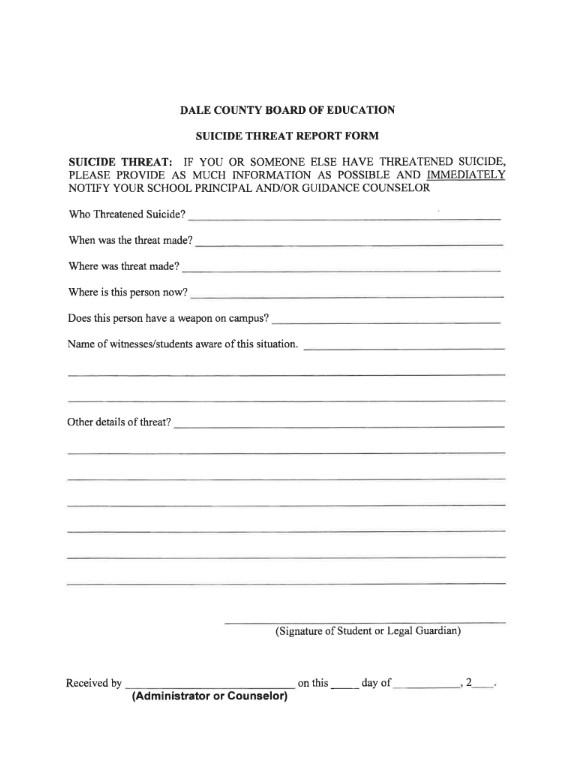 DALE COUNTY BOARD OF EDUCATION
SUICIDE THREAT REPORT FORM
SUICIDE THREAT: IF YOU OR SOMEONE ELSE HAVE THREATENED SUICIDE,
PLEASE PROVIDE AS MUCH INFORMATION AS POSSIBLE AND IMMEDIATELY
NOTIFY YOUR SCHOOL PRINCIPAL AND/OR GUIDANCE COUNSELOR
Who Threatened Suicide?
When was the threat made?
Where was threat made?
Where is this person now?
Does this person have a weapon on campus?
Name of witnesses/students aware of this situation.
Other details of threat?
(Signature of Student or Legal Guardian)
Received by ____ on this ____ day of ____, 2____.
(Administrator or Counselor)